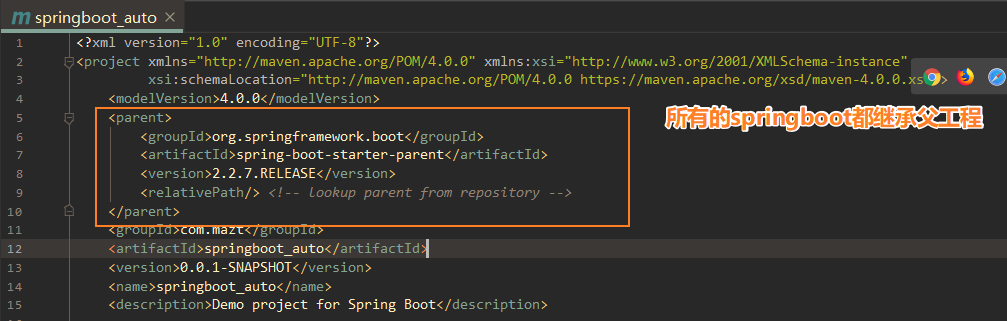 springboot_auto
1 <?xml version="1.0" encoding="UTF-8"?>
2 <project xmlns="http://maven.apache.org/POM/4.0.0" xmlns:xsi="http://www.w3.org/2001/XMLSchema-instance"
3 xsi:schemaLocation="http://maven.apache.org/POM/4.0.0 https://maven.apache.org/xsd/maven-4.0.0.xs
4 <modelVersion>4.0.0</modelVersion>
5 <parent>
所有的springboot都继承父工程
6 <groupId>org.springframework.boot</groupId>
7 <artifactId>spring-boot-starter-parent</artifactId>
8 <version>2.2.7.RELEASE</version>
9 <relativePath/> <!-- lookup parent from repository -->
10 </parent>
11 <groupId>com.mazt</groupId>
12 <artifactId>springboot_auto</artifactId>
13 <version>0.0.1-SNAPSHOT</version>
14 <name>springboot_auto</name>
15 <description>Demo project for Spring Boot</description>